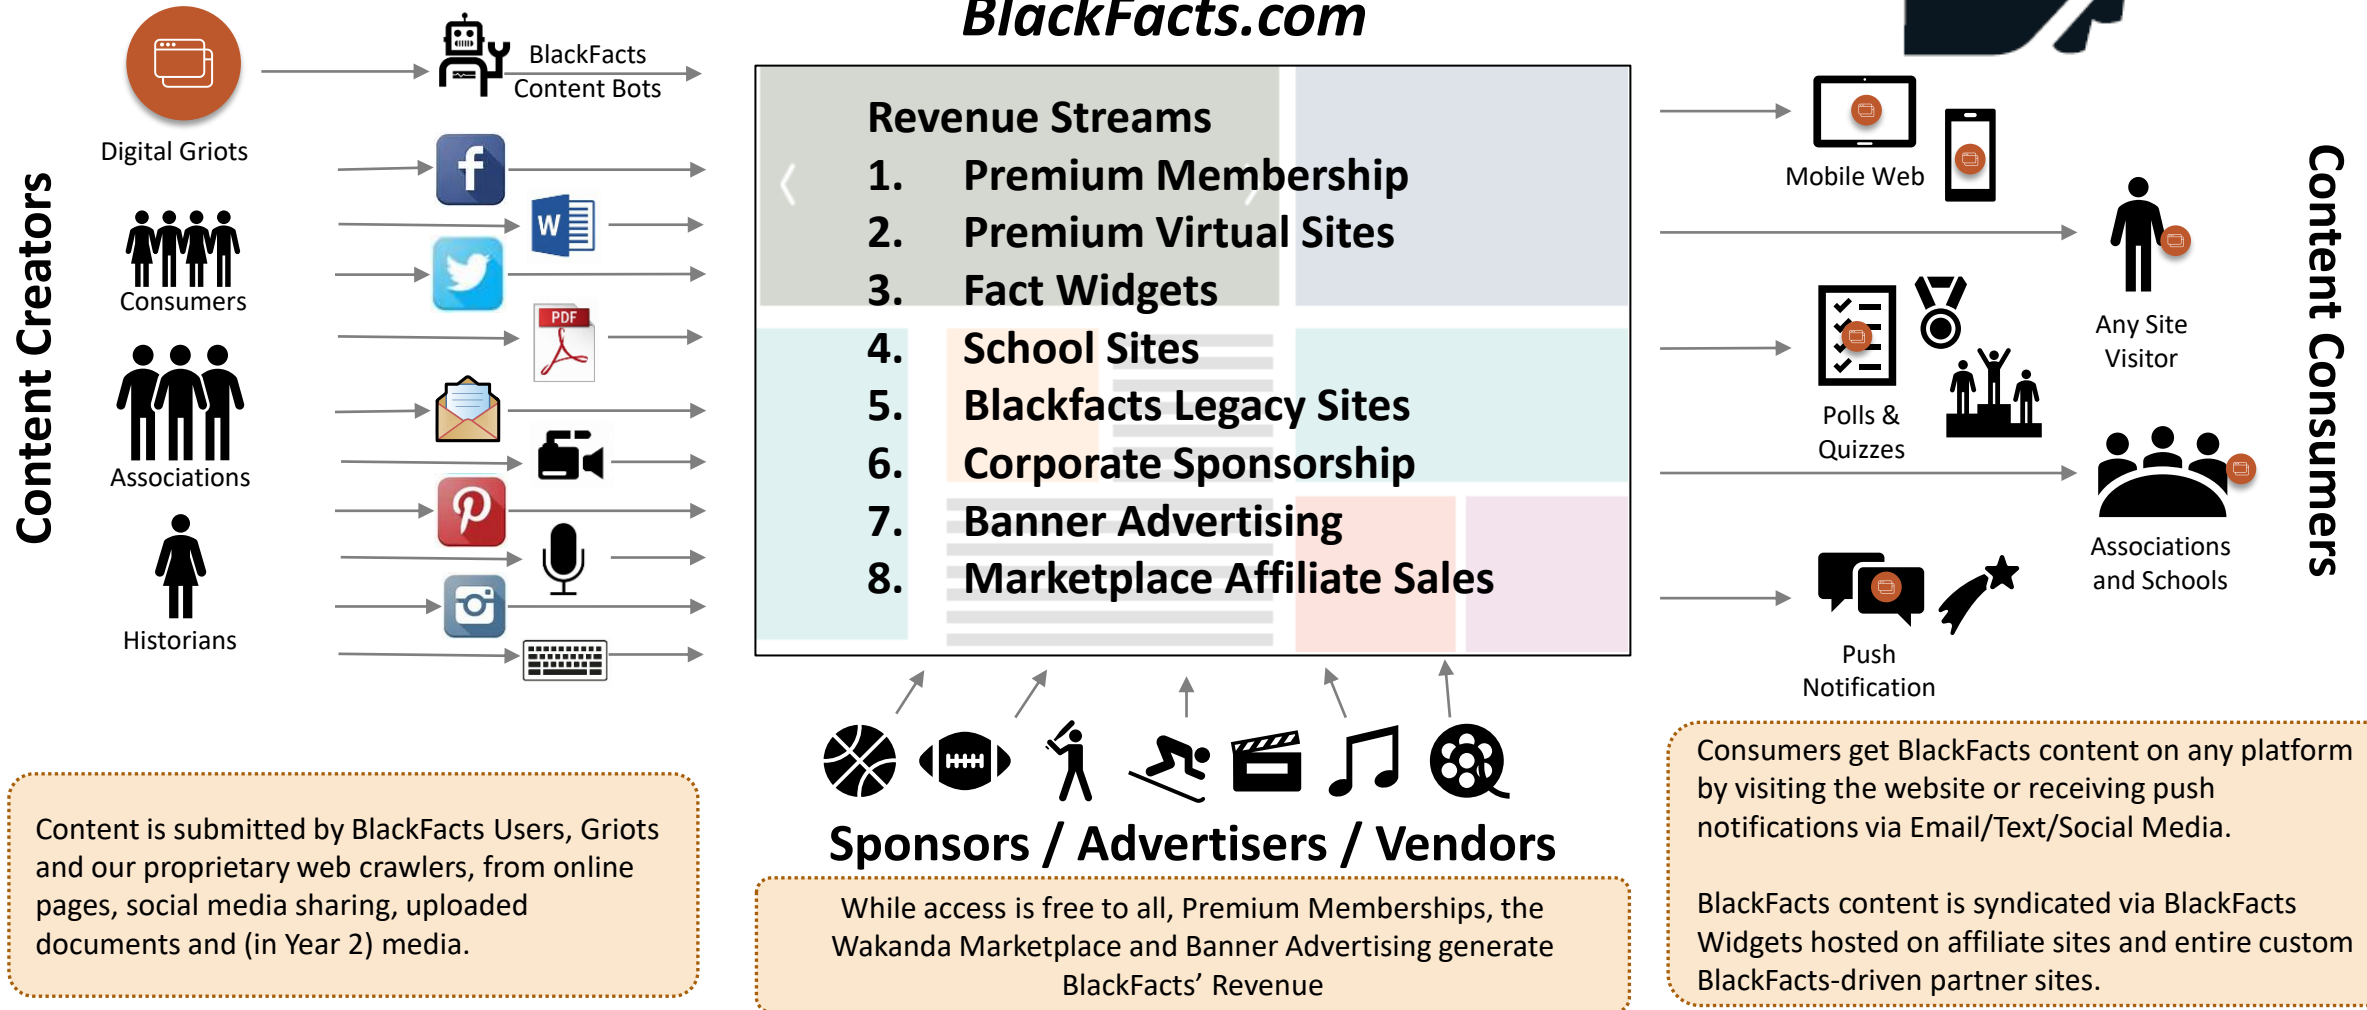 BlackFacts.com
Content Creators
Digital Griots
Consumers
Associations
Historians
BlackFacts
Content Bots
f
W
PDF
Revenue Streams
1. Premium Membership
2. Premium Virtual Sites
3. Fact Widgets
4. School Sites
5. Blackfacts Legacy Sites
6. Corporate Sponsorship
7. Banner Advertising
8. Marketplace Affiliate Sales
Mobile Web
Any Site
Visitor
Polls &
Quizzes
Associations
and Schools
Push
Notification
Content Consumers
Sponsors / Advertisers / Vendors
Content is submitted by BlackFacts Users, Griots
and our proprietary web crawlers, from online
pages, social media sharing, uploaded
documents and (in Year 2) media.
While access is free to all, Premium Memberships, the
Wakanda Marketplace and Banner Advertising generate
BlackFacts’ Revenue
Consumers get BlackFacts content on any platform
by visiting the website or receiving push
notifications via Email/Text/Social Media.
BlackFacts content is syndicated via BlackFacts
Widgets hosted on affiliate sites and entire custom
BlackFacts-driven partner sites.